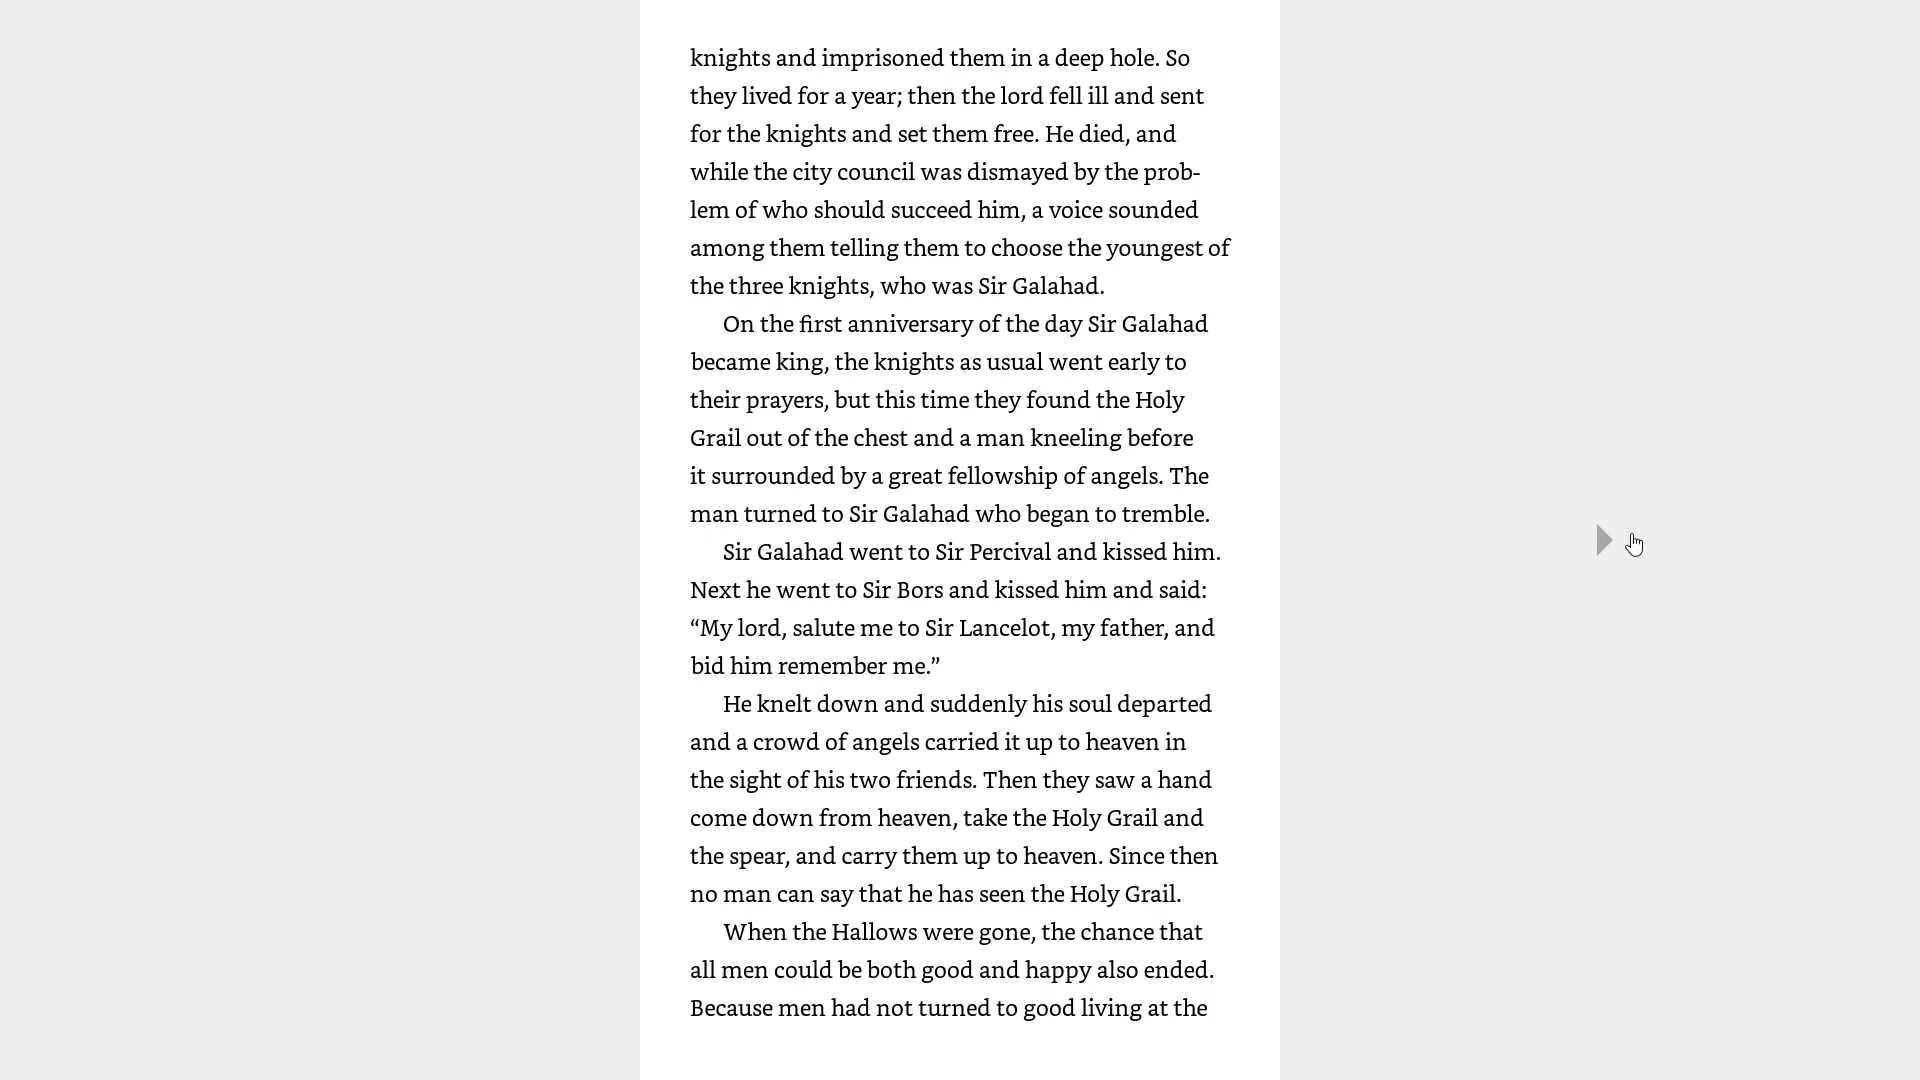 knights and imprisoned them in a deep hole. So
they lived for a year; then the lord fell ill and sent
for the knights and set them free. He died, and
while the city council was dismayed by the prob-
lem of who should succeed him, a voice sounded
among them telling them to choose the youngest of
the three knights, who was Sir Galahad.
On the first anniversary of the day Sir Galahad
became king, the knights as usual went early to
their prayers, but this time they found the Holy
Grail out of the chest and a man kneeling before
it surrounded by a great fellowship of angels. The
man turned to Sir Galahad who began to tremble.
Sir Galahad went to Sir Percival and kissed him.
Next he went to Sir Bors and kissed him and said:
“My lord, salute me to Sir Lancelot, my father, and
bid him remember me.”
He knelt down and suddenly his soul departed
and a crowd of angels carried it up to heaven in
the sight of his two friends. Then they saw a hand
come down from heaven, take the Holy Grail and
the spear, and carry them up to heaven. Since then
no man can say that he has seen the Holy Grail.
When the Hallows were gone, the chance that
all men could be both good and happy also ended.
Because men had not turned to good living at the